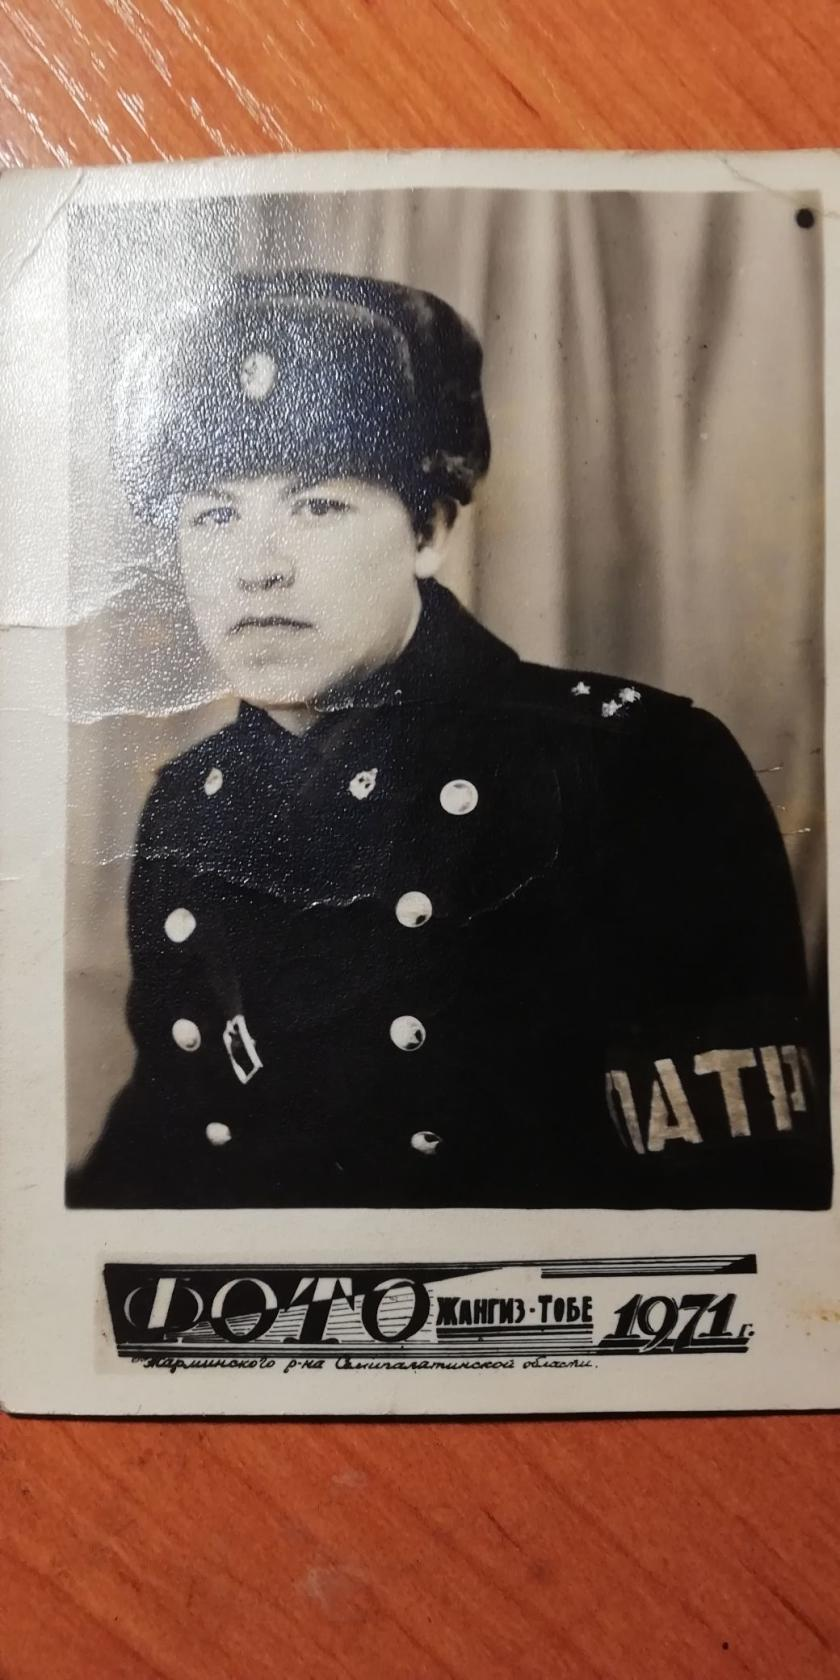 ПАТР
ФОТО ЖАНГИЗ-ТОБЕ 1971 г.
Жарминского р-на Семипалатинской области.